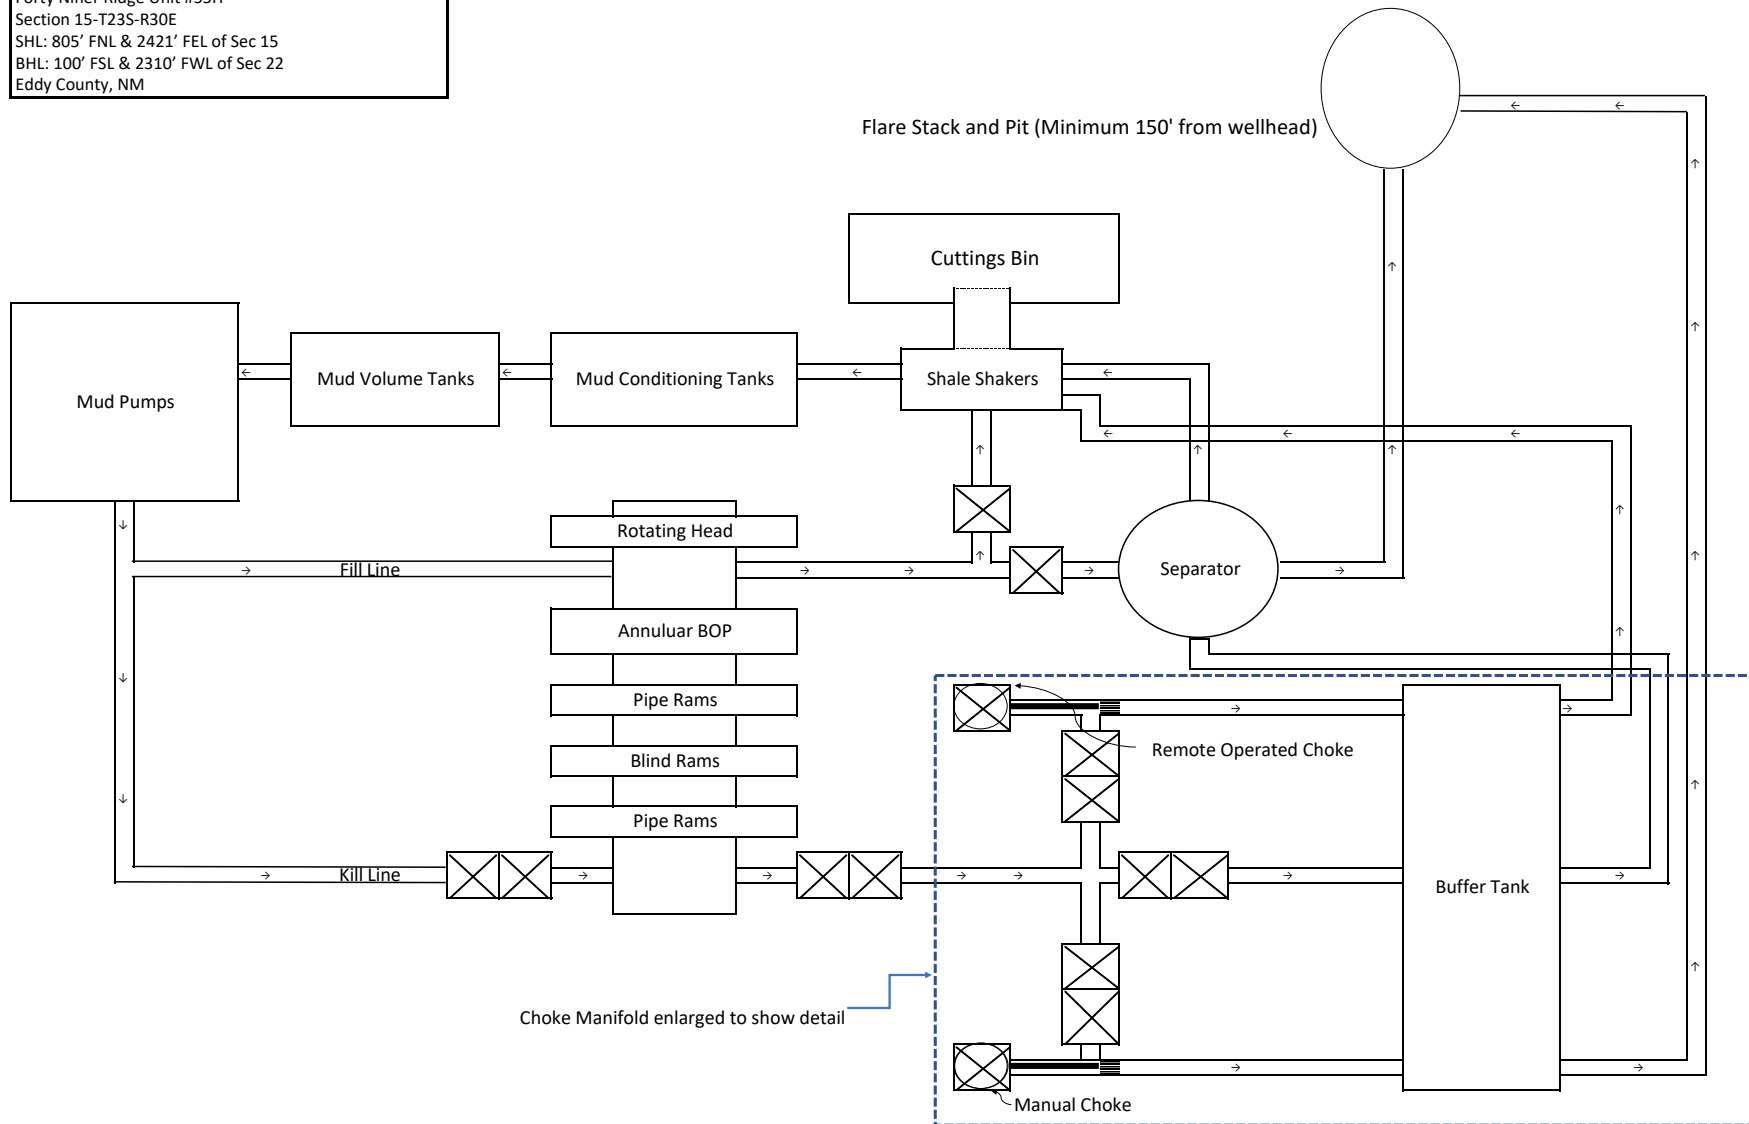 Section 15-T23S-R30E
SHL: 805’ FNL & 2421’ FEL of Sec 15
BHL: 100’ FSL & 2310’ FWL of Sec 22
Eddy County, NM
Flare Stack and Pit (Minimum 150' from wellhead)
Cuttings Bin
Mud Pumps
Mud Volume Tanks
Mud Conditioning Tanks
Shale Shakers
Rotating Head
Fill Line
Separator
Annuluar BOP
Pipe Rams
Remote Operated Choke
Blind Rams
Pipe Rams
Kill Line
Buffer Tank
Choke Manifold enlarged to show detail
Manual Choke